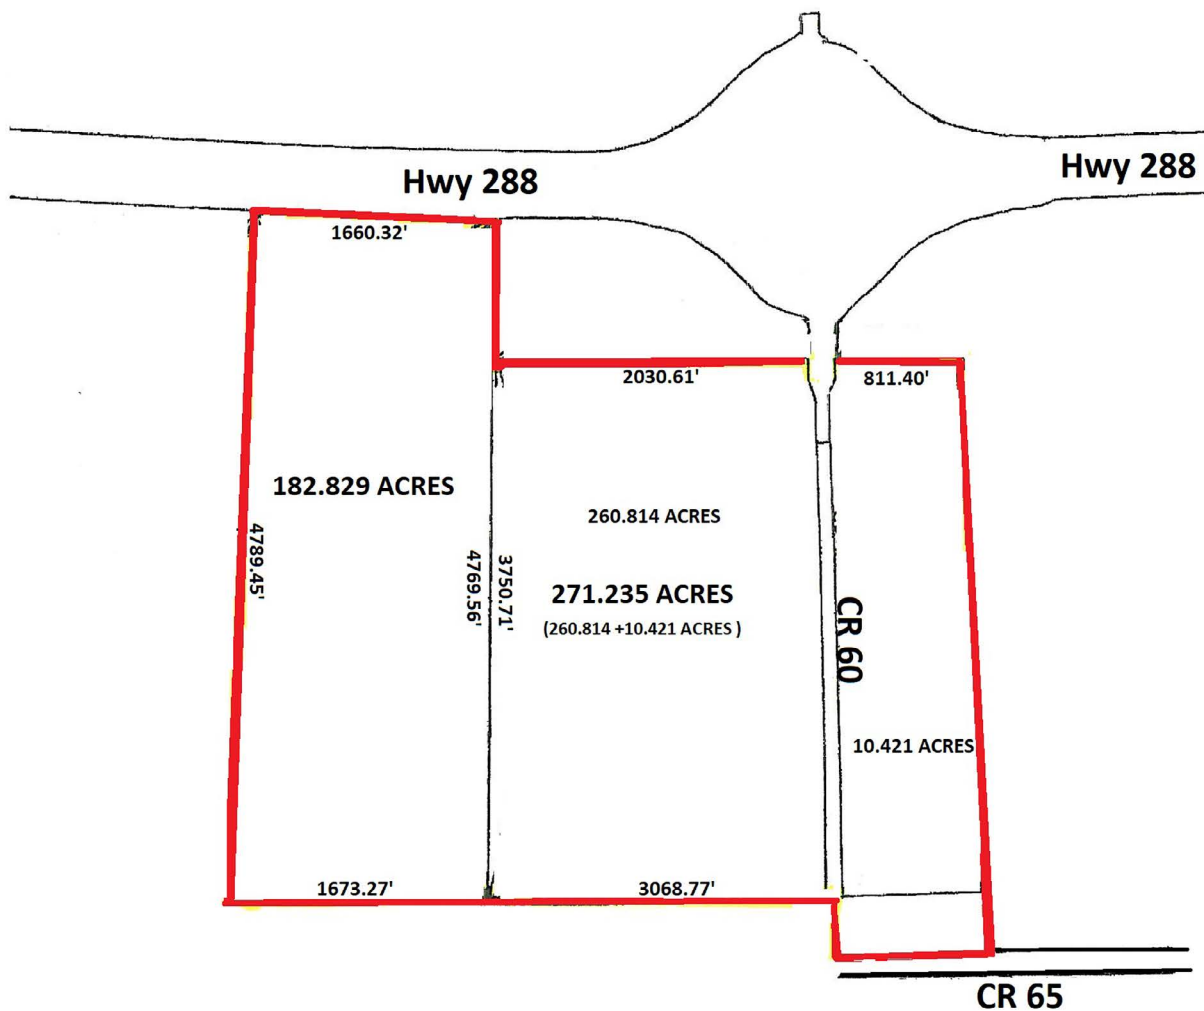 Hwy 288
Hwy 288
1660.32'
2030.61'
811.40'
182.829 ACRES
260.814 ACRES
4789.45'
4769.56'
3750.71'
271.235 ACRES
(260.814 +10.421 ACRES )
CR 60
10.421 ACRES
1673.27'
3068.77'
CR 65